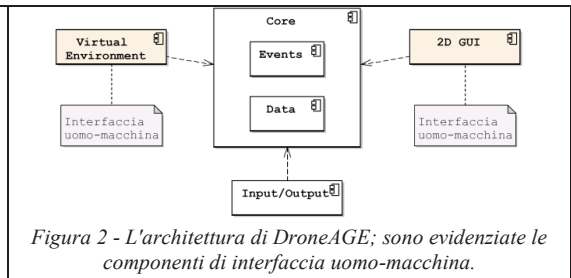 Core
Virtual
Environment
Events
2D GUI
Data
Interfaccia
uomo-macchina
Interfaccia
uomo-macchina
Input/Output
Figura 2 - L'architettura di DroneAGE; sono evidenziate le
componenti di interfaccia uomo-macchina.